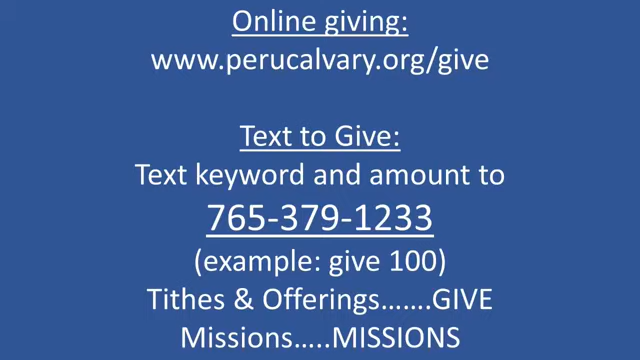 Online giving:
www.perucalvary.org/give
Text to Give:
Text keyword and amount to
765-379-1233
(example: give 100)
Tithes & Offerings…….GIVE
Missions…..MISSIONS